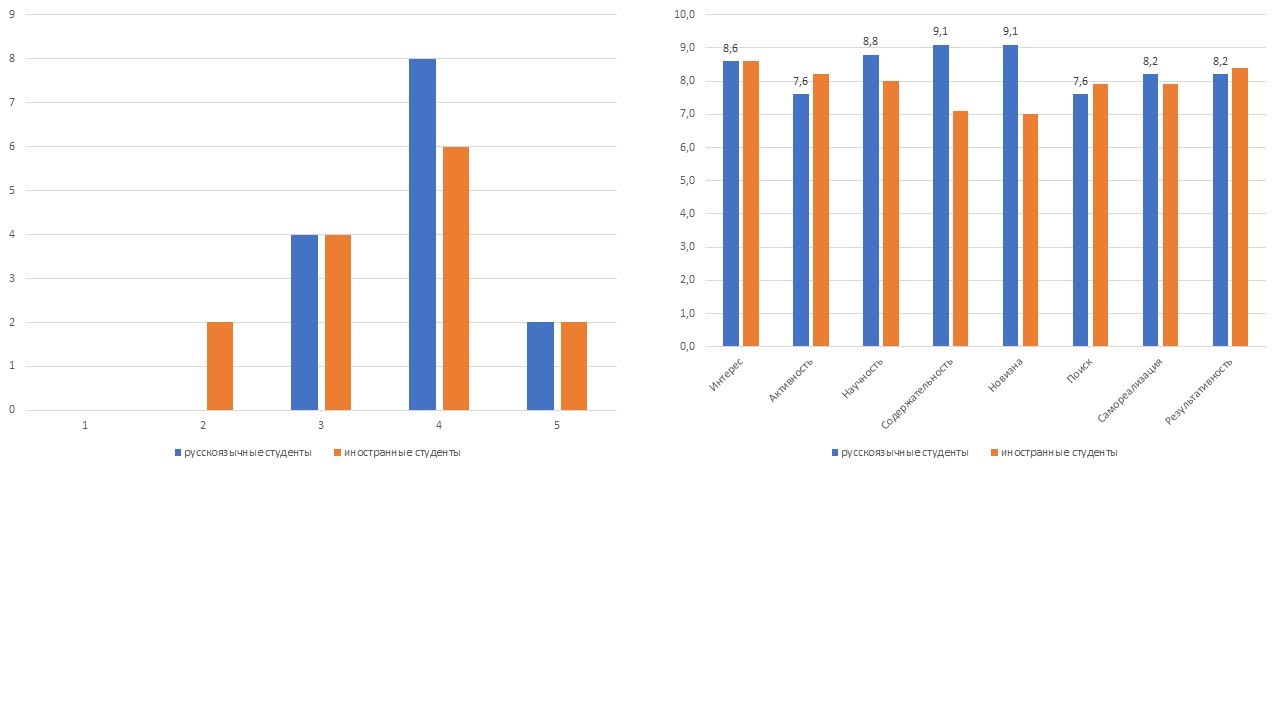 9
8
7
6
5
4
3
2
1
0
1 2 3 4 5
русскоязычные студенты иностранные студенты
10,0
9,0
8,0
7,0
6,0
5,0
4,0
3,0
2,0
1,0
0,0
8,6 7,6 8,8 9,1 9,1 7,6 8,2 8,2
Интерес
Активность
Научность
Содержательность
Новизна
Поиск
Самореализация
Результативность
русскоязычные студенты иностранные студенты